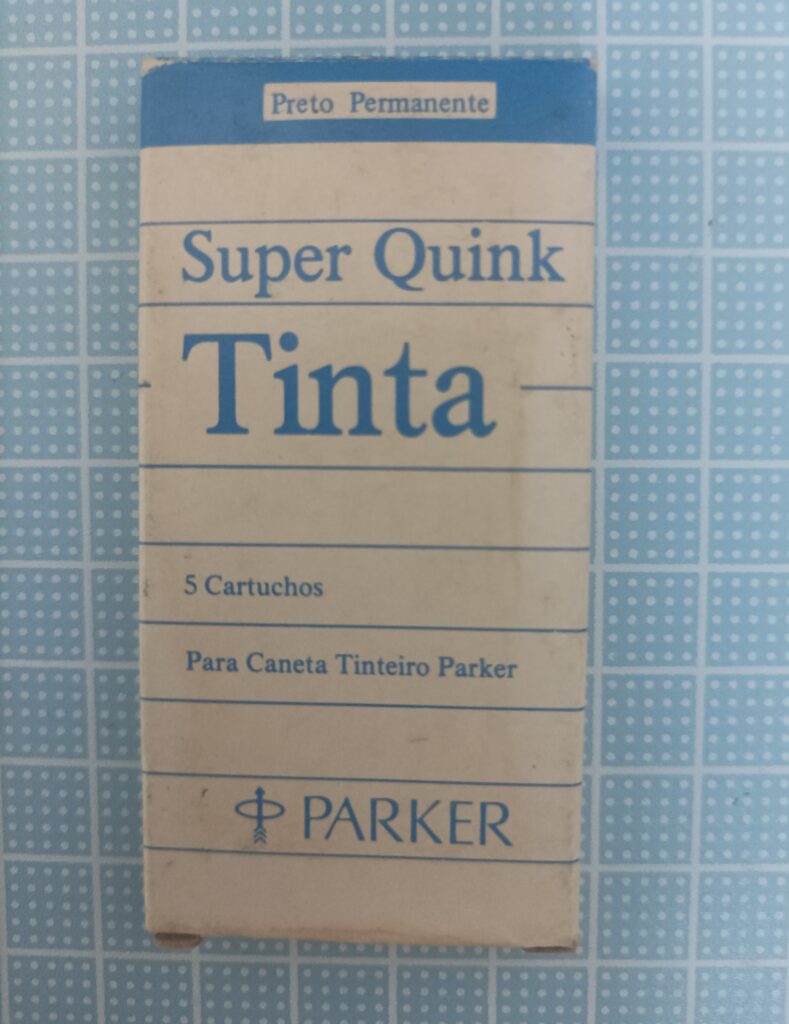 Preto Permanente
Super Quink
Tinta
5 Cartuchos
Para Caneta Tinteiro Parker
PARKER